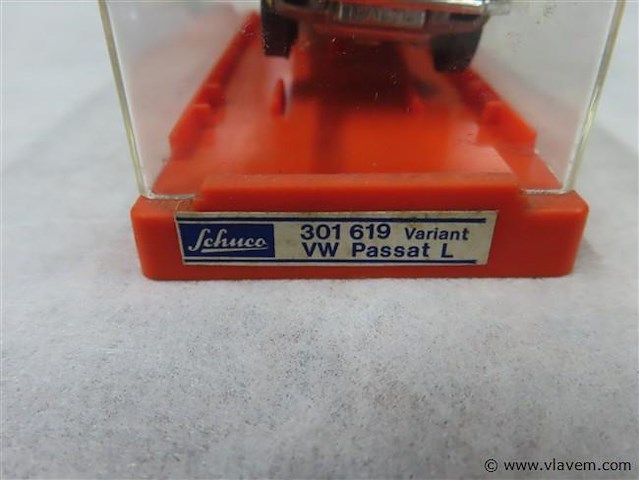 Schuco 301 619 Variant
VW Passat L
© www.vlavem.com